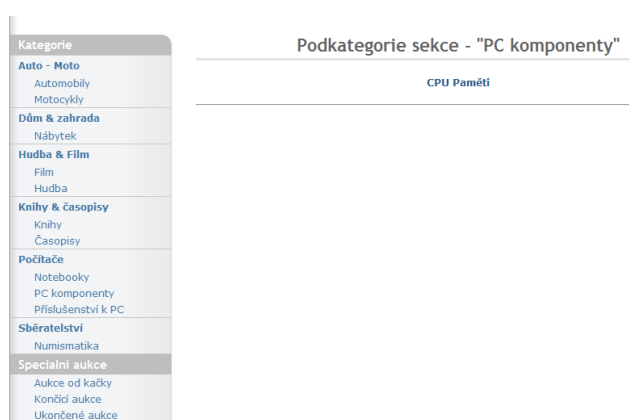 Kategorie
Auto - Moto
Automobily
Motocykly
Dům & zahrada
Nábytek
Hudba & Film
Film
Hudba
Knihy & časopisy
Knihy
Časopisy
Počítače
Notebooky
PC komponenty
Příslušenství k PC
Sběratelství
Numismatika
Specialni aukce
Aukce od kačky
Končící aukce
Ukončené aukce
Podkategorie sekce - "PC komponenty"
CPU Paměti